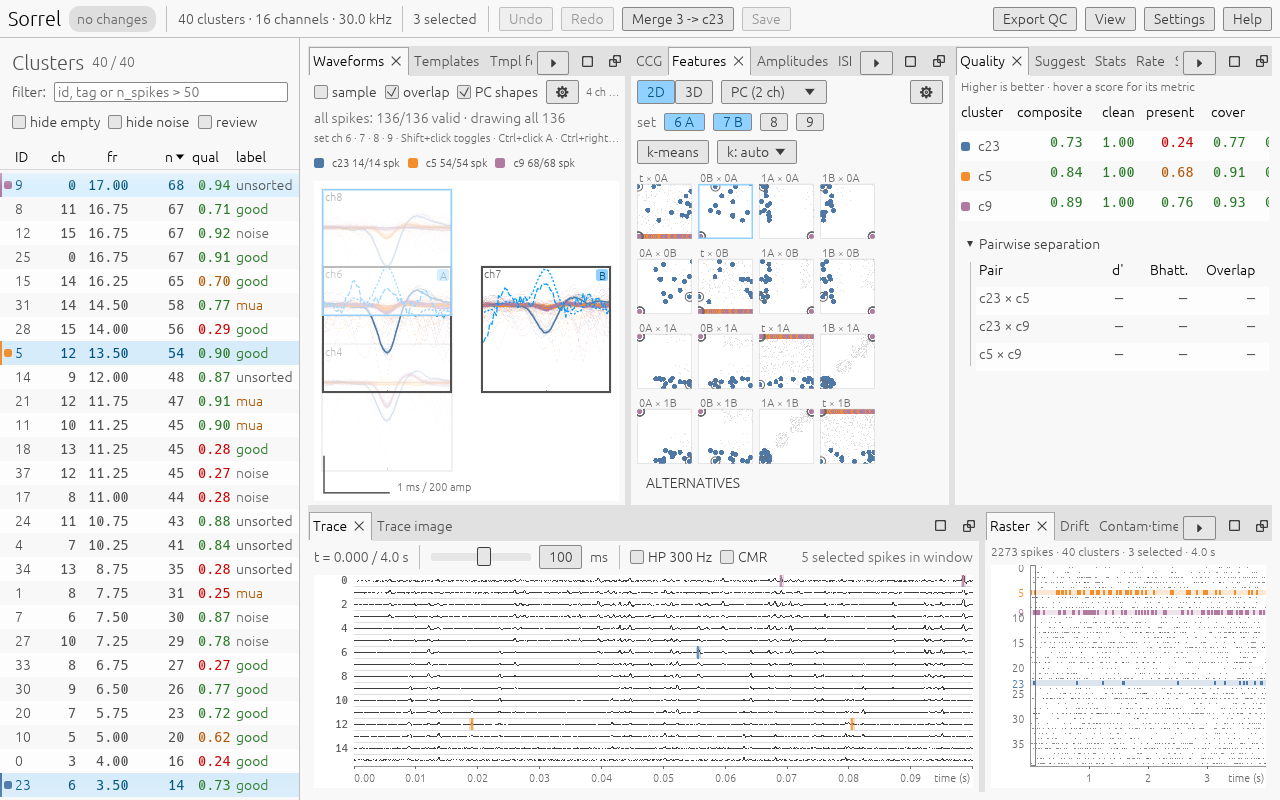 Sorrel no changes 40 clusters · 16 channels · 30.0 kHz 3 selected Undo Redo Merge 3 -> c23 Save Export QC View Settings Help
Clusters 40 / 40
filter: id, tag or n_spikes > 50
hide empty hide noise review
ID ch fr n qual label
9 0 17.00 68 0.94 unsorted
8 11 16.75 67 0.71 good
12 15 16.75 67 0.92 noise
25 0 16.75 67 0.91 good
15 14 16.25 65 0.70 good
31 14 14.50 58 0.77 mua
28 15 14.00 56 0.29 good
5 12 13.50 54 0.90 good
14 9 12.00 48 0.87 unsorted
21 12 11.75 47 0.91 mua
11 10 11.25 45 0.90 mua
18 13 11.25 45 0.28 good
37 12 11.25 45 0.27 noise
17 8 11.00 44 0.28 noise
24 11 10.75 43 0.88 unsorted
4 7 10.25 41 0.84 unsorted
34 13 8.75 35 0.28 unsorted
1 8 7.75 31 0.25 mua
6 7 7.50 30 0.87 noise
27 10 7.25 29 0.78 noise
33 8 6.75 27 0.27 good
30 9 6.50 26 0.77 good
20 7 5.75 23 0.72 good
10 5 5.00 20 0.62 good
0 3 4.00 16 0.24 good
23 6 3.50 14 0.73 good
Waveforms Templates Tmpl
sample overlap PC shapes 4 ch ...
all spikes: 136/136 valid · drawing all 136
set ch 6 · 7 · 8 · 9 · Shift+click toggles · Ctrl+click A · Ctrl+right...
c23 14/14 spk c5 54/54 spk c9 68/68 spk
ch8
ch6 A ch7 B
ch4
1 ms / 200 amp
CCG Features Amplitudes ISI
2D 3D PC (2 ch)
set 6 A 7 B 8 9
k-means k: auto
t × 0A 0B × 0A 1A × 0A 1B × 0A
0A × 0B t × 0B 1A × 0B 1B × 0B
0A × 1A 0B × 1A t × 1A 1B × 1A
0A × 1B 0B × 1B 1A × 1B t × 1B
ALTERNATIVES
Quality Suggest Stats Rate
Higher is better · hover a score for its metric
cluster composite clean present cover
c23 0.73 1.00 0.24 0.77
c5 0.84 1.00 0.68 0.91
c9 0.89 1.00 0.76 0.93
Pairwise separation
Pair d' Bhatt. Overlap
c23 × c5 – – –
c23 × c9 – – –
c5 × c9 – – –
Trace Trace image
t = 0.000 / 4.0 s 100 ms HP 300 Hz CMR 5 selected spikes in window
0
2
4
6
8
10
12
14
0.00 0.01 0.02 0.03 0.04 0.05 0.06 0.07 0.08 0.09 time (s)
Raster Drift Contam-time
2273 spikes · 40 clusters · 3 selected · 4.0 s
0
5
9
10
15
20
23
25
30
35
1 2 3 time (s)